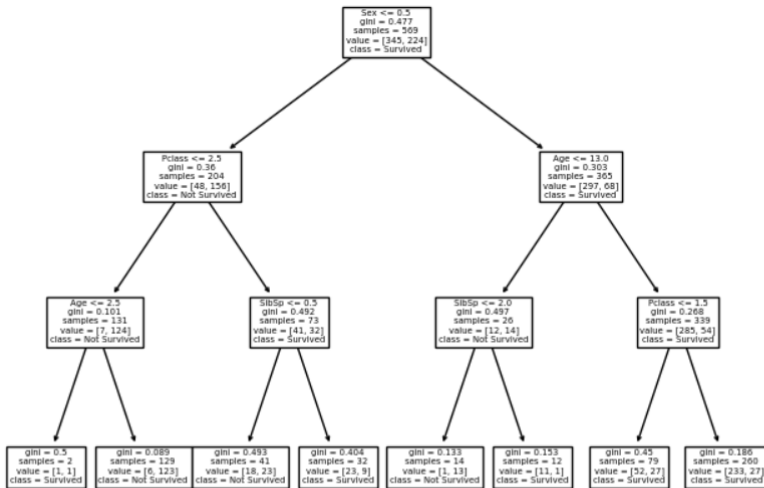 Sex <= 0.5
gini = 0.477
samples = 569
value = [345, 224]
class = Survived
Pclass <= 2.5
gini = 0.36
samples = 204
value = [48, 156]
class = Not Survived
Age <= 13.0
gini = 0.303
samples = 365
value = [297, 68]
class = Survived
Age <= 2.5
gini = 0.101
samples = 131
value = [7, 124]
class = Not Survived
SibSp <= 0.5
gini = 0.492
samples = 73
value = [41, 32]
class = Survived
SibSp <= 2.0
gini = 0.497
samples = 26
value = [12, 14]
class = Not Survived
Pclass <= 1.5
gini = 0.268
samples = 339
value = [285, 54]
class = Survived
gini = 0.5
samples = 2
value = [1, 1]
class = Survived
gini = 0.089
samples = 129
value = [6, 123]
class = Not Survived
gini = 0.493
samples = 41
value = [18, 23]
class = Not Survived
gini = 0.404
samples = 32
value = [23, 9]
class = Survived
gini = 0.133
samples = 14
value = [1, 13]
class = Not Survived
gini = 0.153
samples = 12
value = [11, 1]
class = Survived
gini = 0.45
samples = 79
value = [52, 27]
class = Survived
gini = 0.186
samples = 260
value = [233, 27]
class = Survived